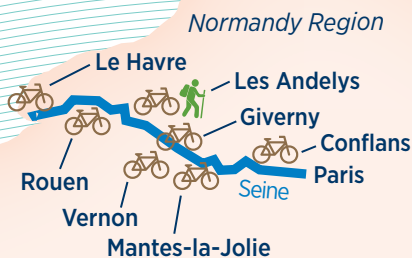 Normandy Region
Le Havre
Les Andelys
Giverny
Conflans
Rouen
Seine
Paris
Vernon
Mantes-la-Jolie